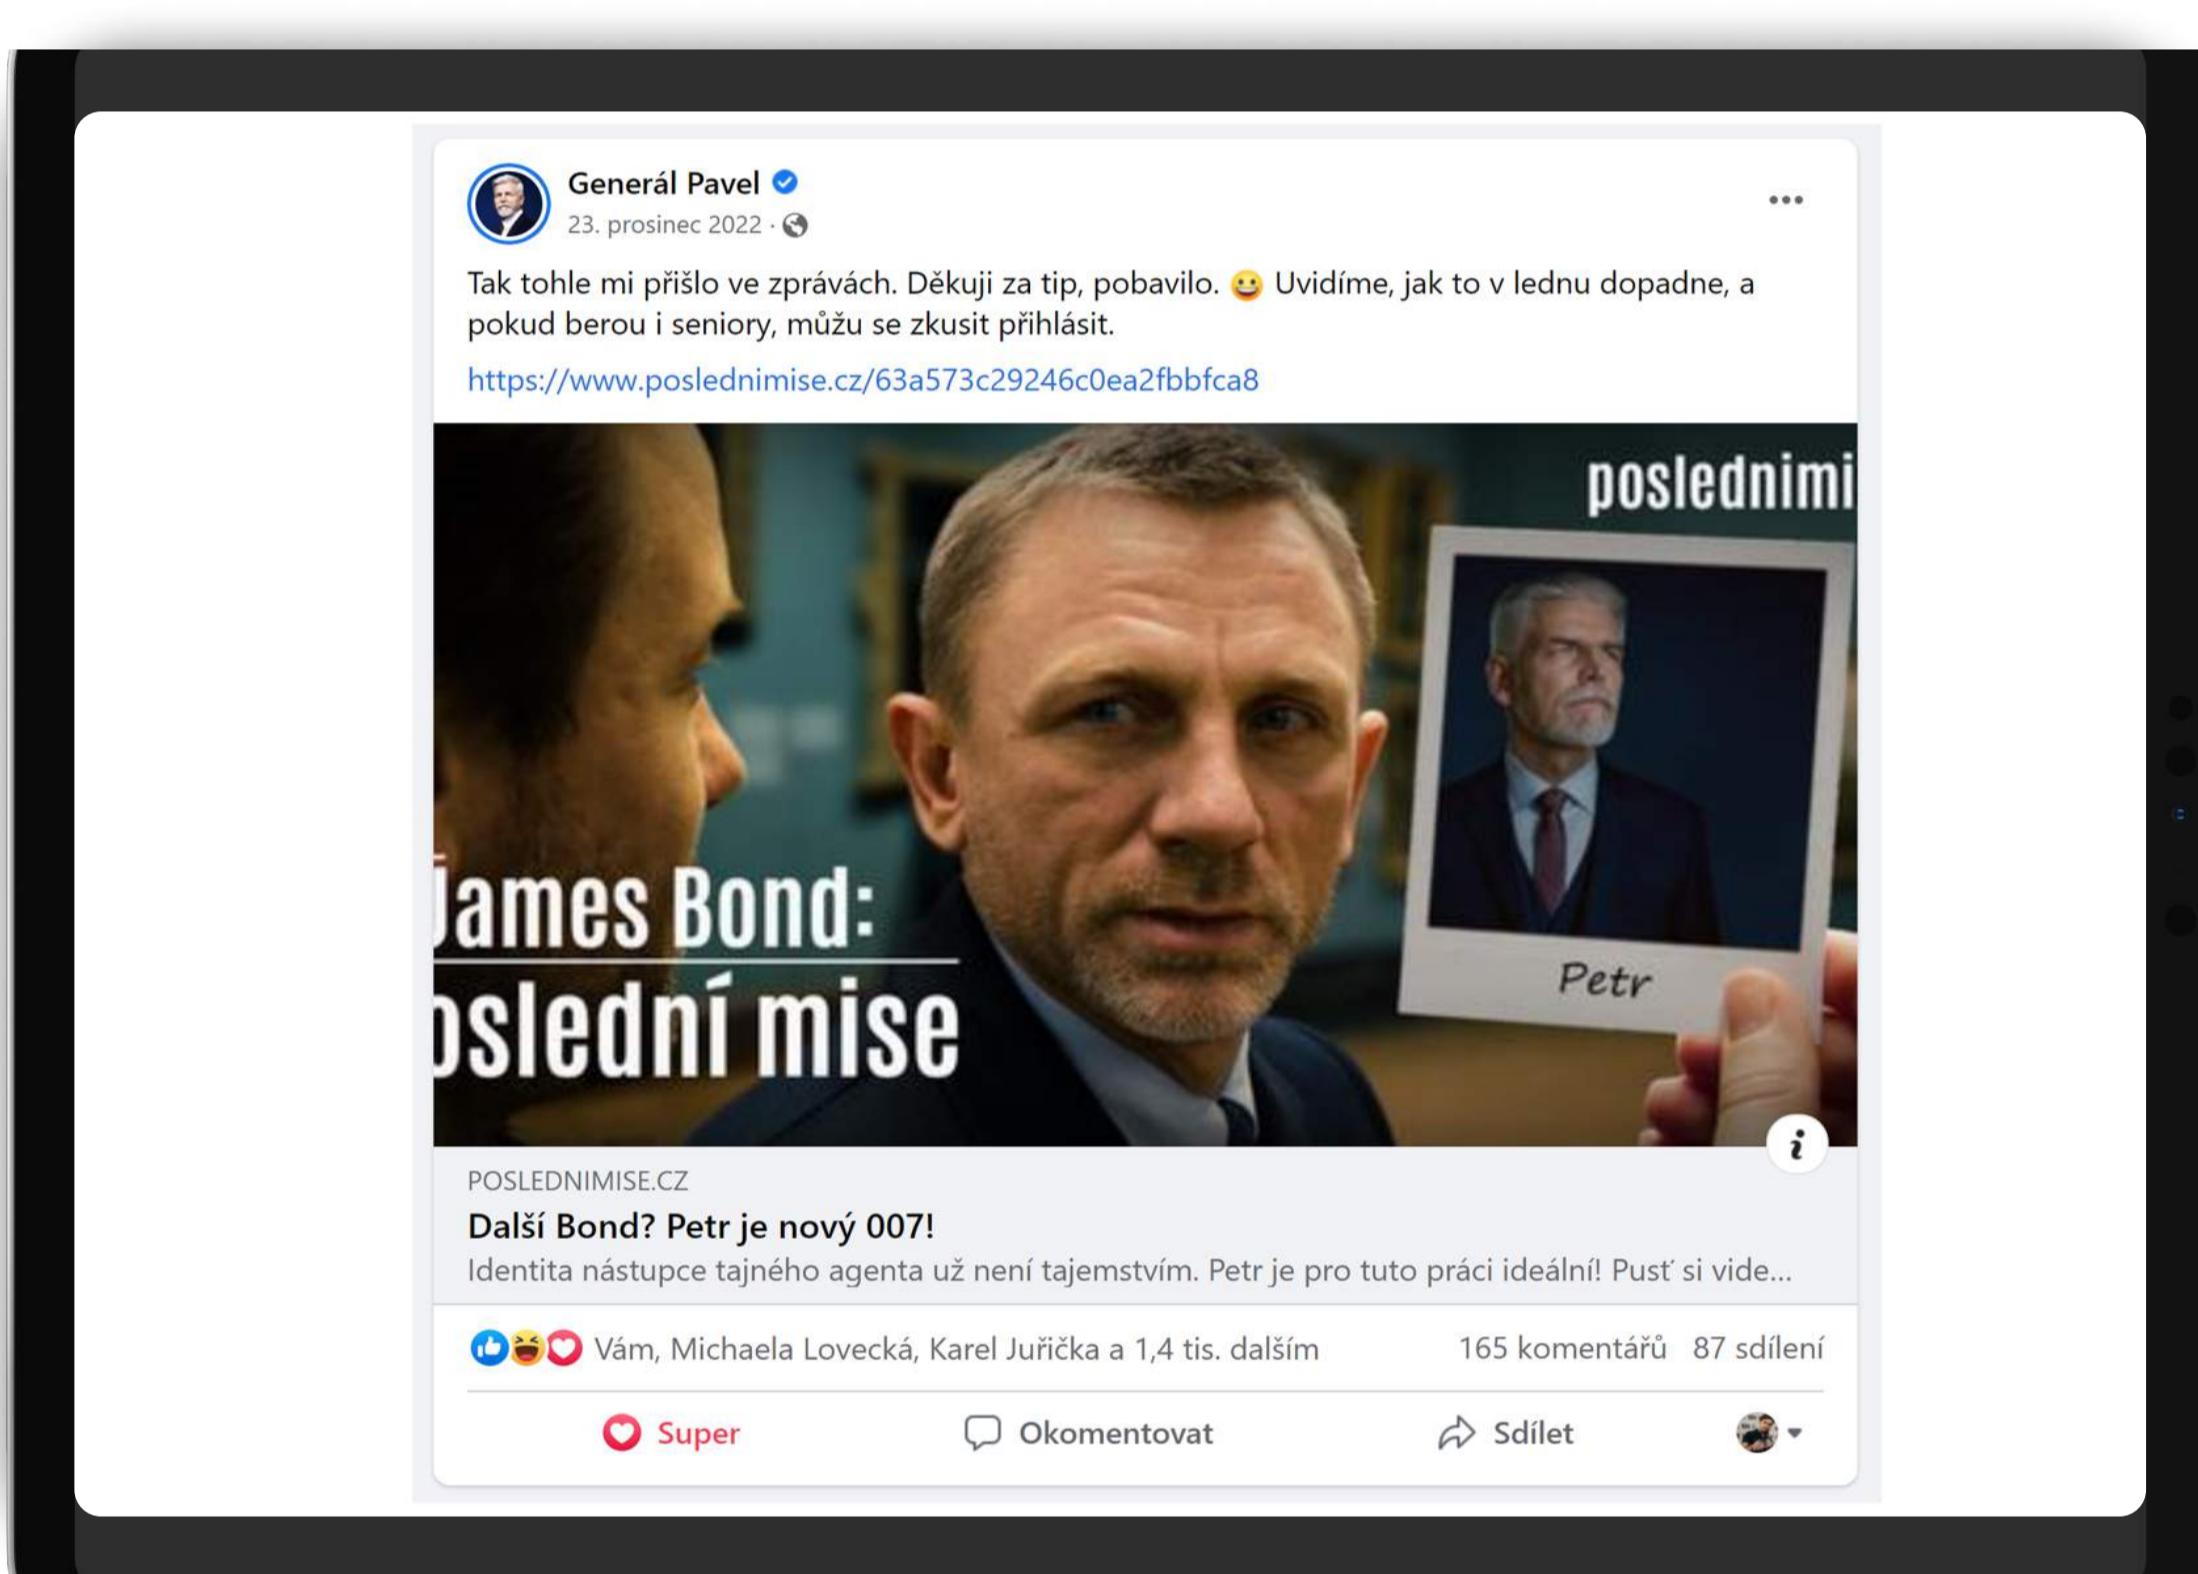 Generál Pavel
23. prosinec 2022 ·
Tak tohle mi přišlo ve zprávách. Děkuji za tip, pobavilo. 😀 Uvidíme, jak to v lednu dopadne, a
pokud berou i seniory, můžu se zkusit přihlásit.
https://www.poslednimise.cz/63a573c29246c0ea2fbbfca8
poslednimi
Petr
James Bond:
oslední mise
POSLEDNIMISE.CZ
Další Bond? Petr je nový 007!
Identita nástupce tajného agenta už není tajemstvím. Petr je pro tuto práci ideální! Pusť si vide...
Vám, Michaela Lovecká, Karel Juřička a 1,4 tis. dalším 165 komentářů 87 sdílení
Super Okomentovat Sdílet